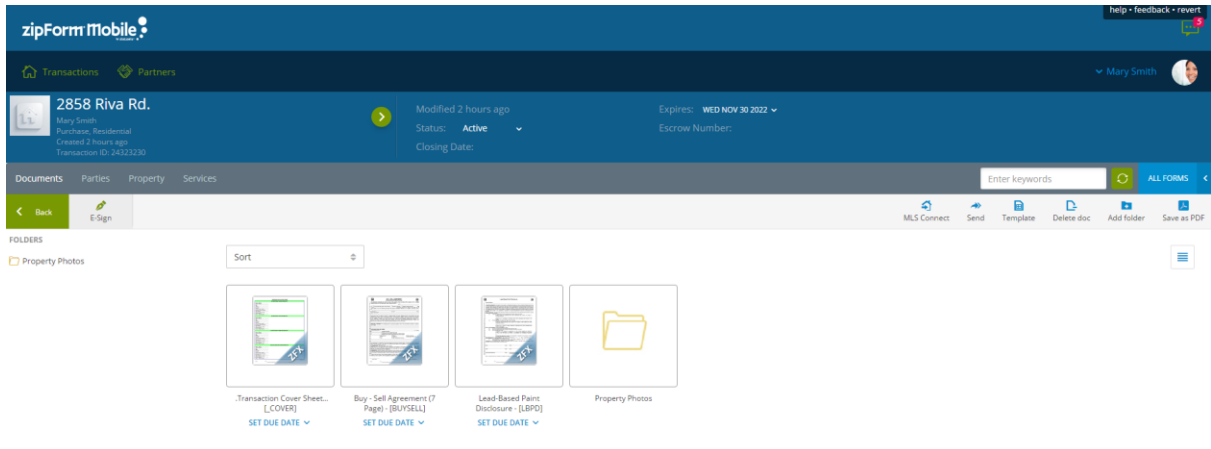 help • feedback • revert
zipForm Mobile
5
Transactions
Partners
Mary Smith
2858 Riva Rd.
Mary Smith
Purchase, Residential
Created 2 hours ago
Transaction ID: 24323230
Modified 2 hours ago
Status: Active
Closing Date:
Expires: WED NOV 30 2022
Escrow Number:
Documents
Parties
Property
Services
Enter keywords
ALL FORMS
Back
E-Sign
MLS Connect
Send
Template
Delete doc
Add folder
Save as PDF
FOLDERS
Property Photos
Sort
ZFX
ZFX
ZFX
.Transaction Cover Sheet...
[_COVER]
SET DUE DATE
Buy - Sell Agreement (7
Page) - [BUYSELL]
SET DUE DATE
Lead-Based Paint
Disclosure - [LBPD]
SET DUE DATE
Property Photos